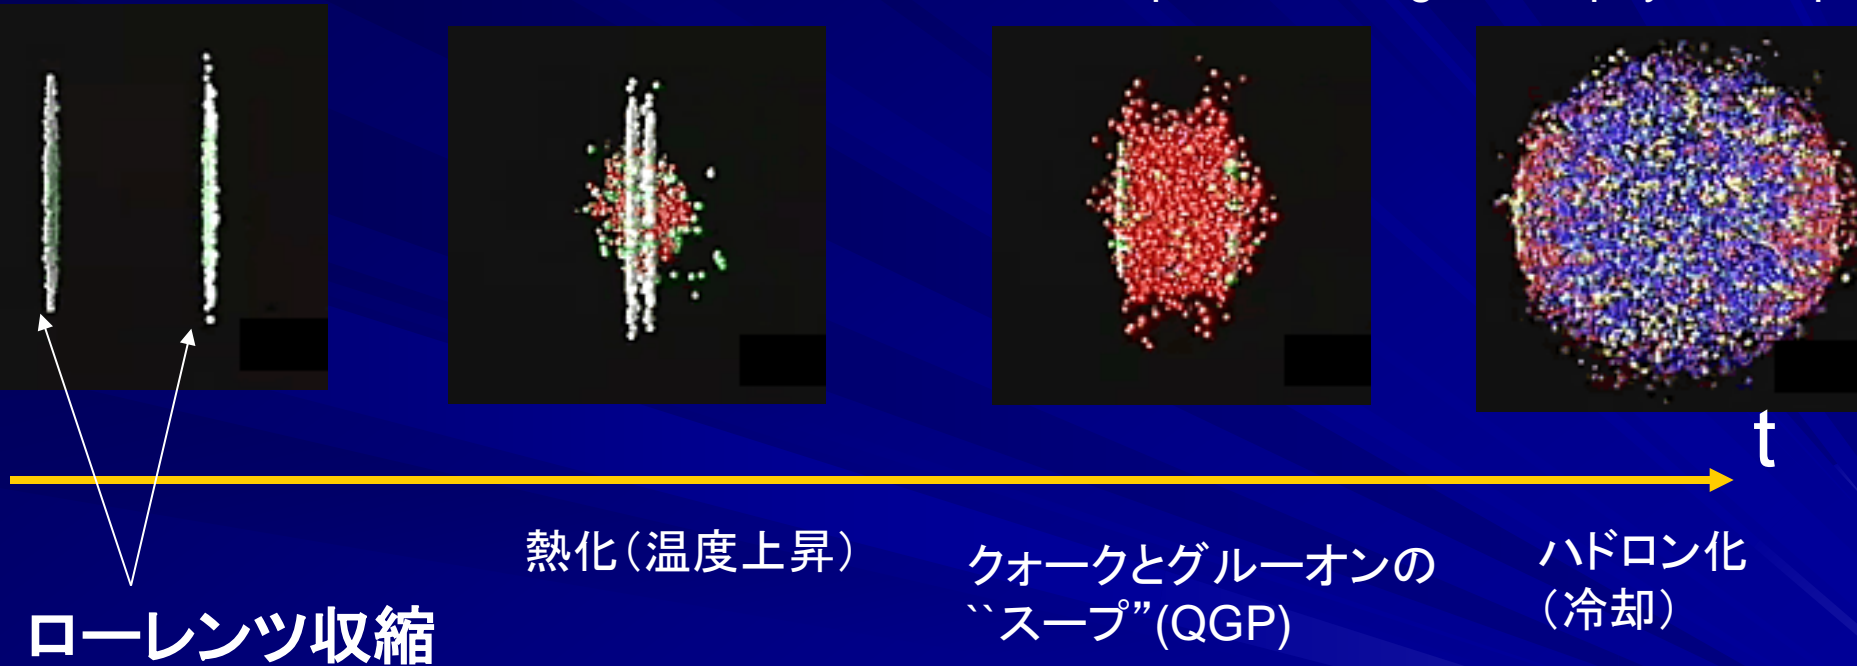 t
熱化（温度上昇）
クォークとグルーオンの
``スープ”(QGP)
ハドロン化
（冷却）
ローレンツ収縮